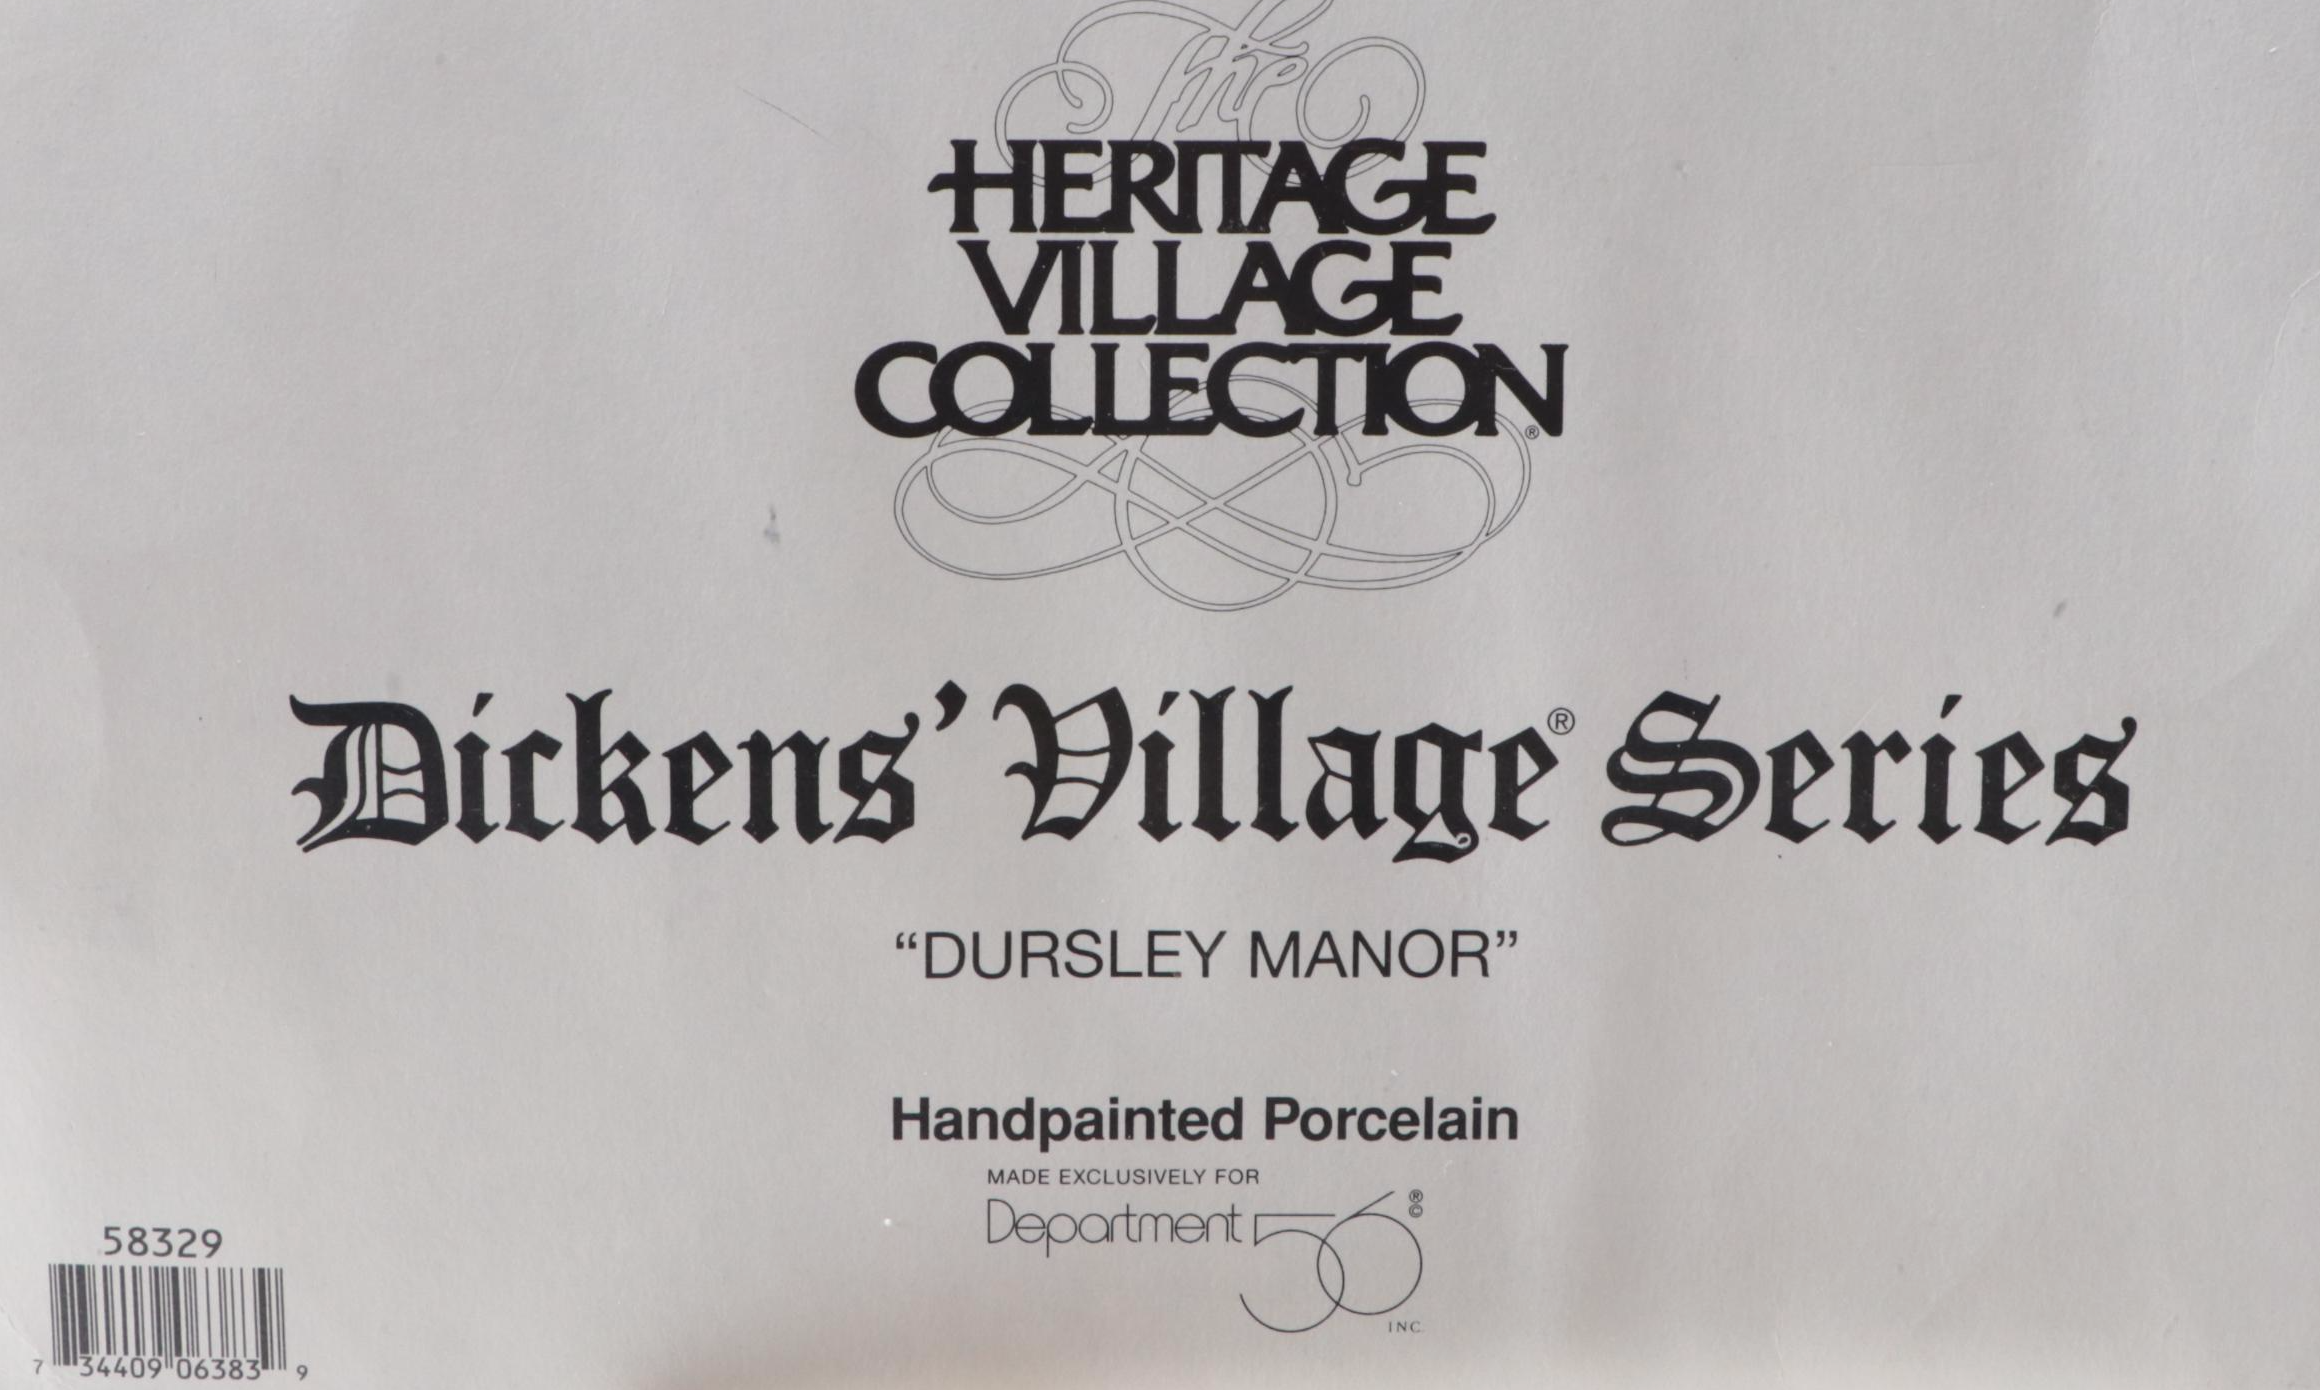 The
HERITAGE
VILLAGE
COLLECTION®
Dickens' Village® Series
“DURSLEY MANOR”
Handpainted Porcelain
MADE EXCLUSIVELY FOR
Department 56®©
INC.
58329
7 34409 06383 9